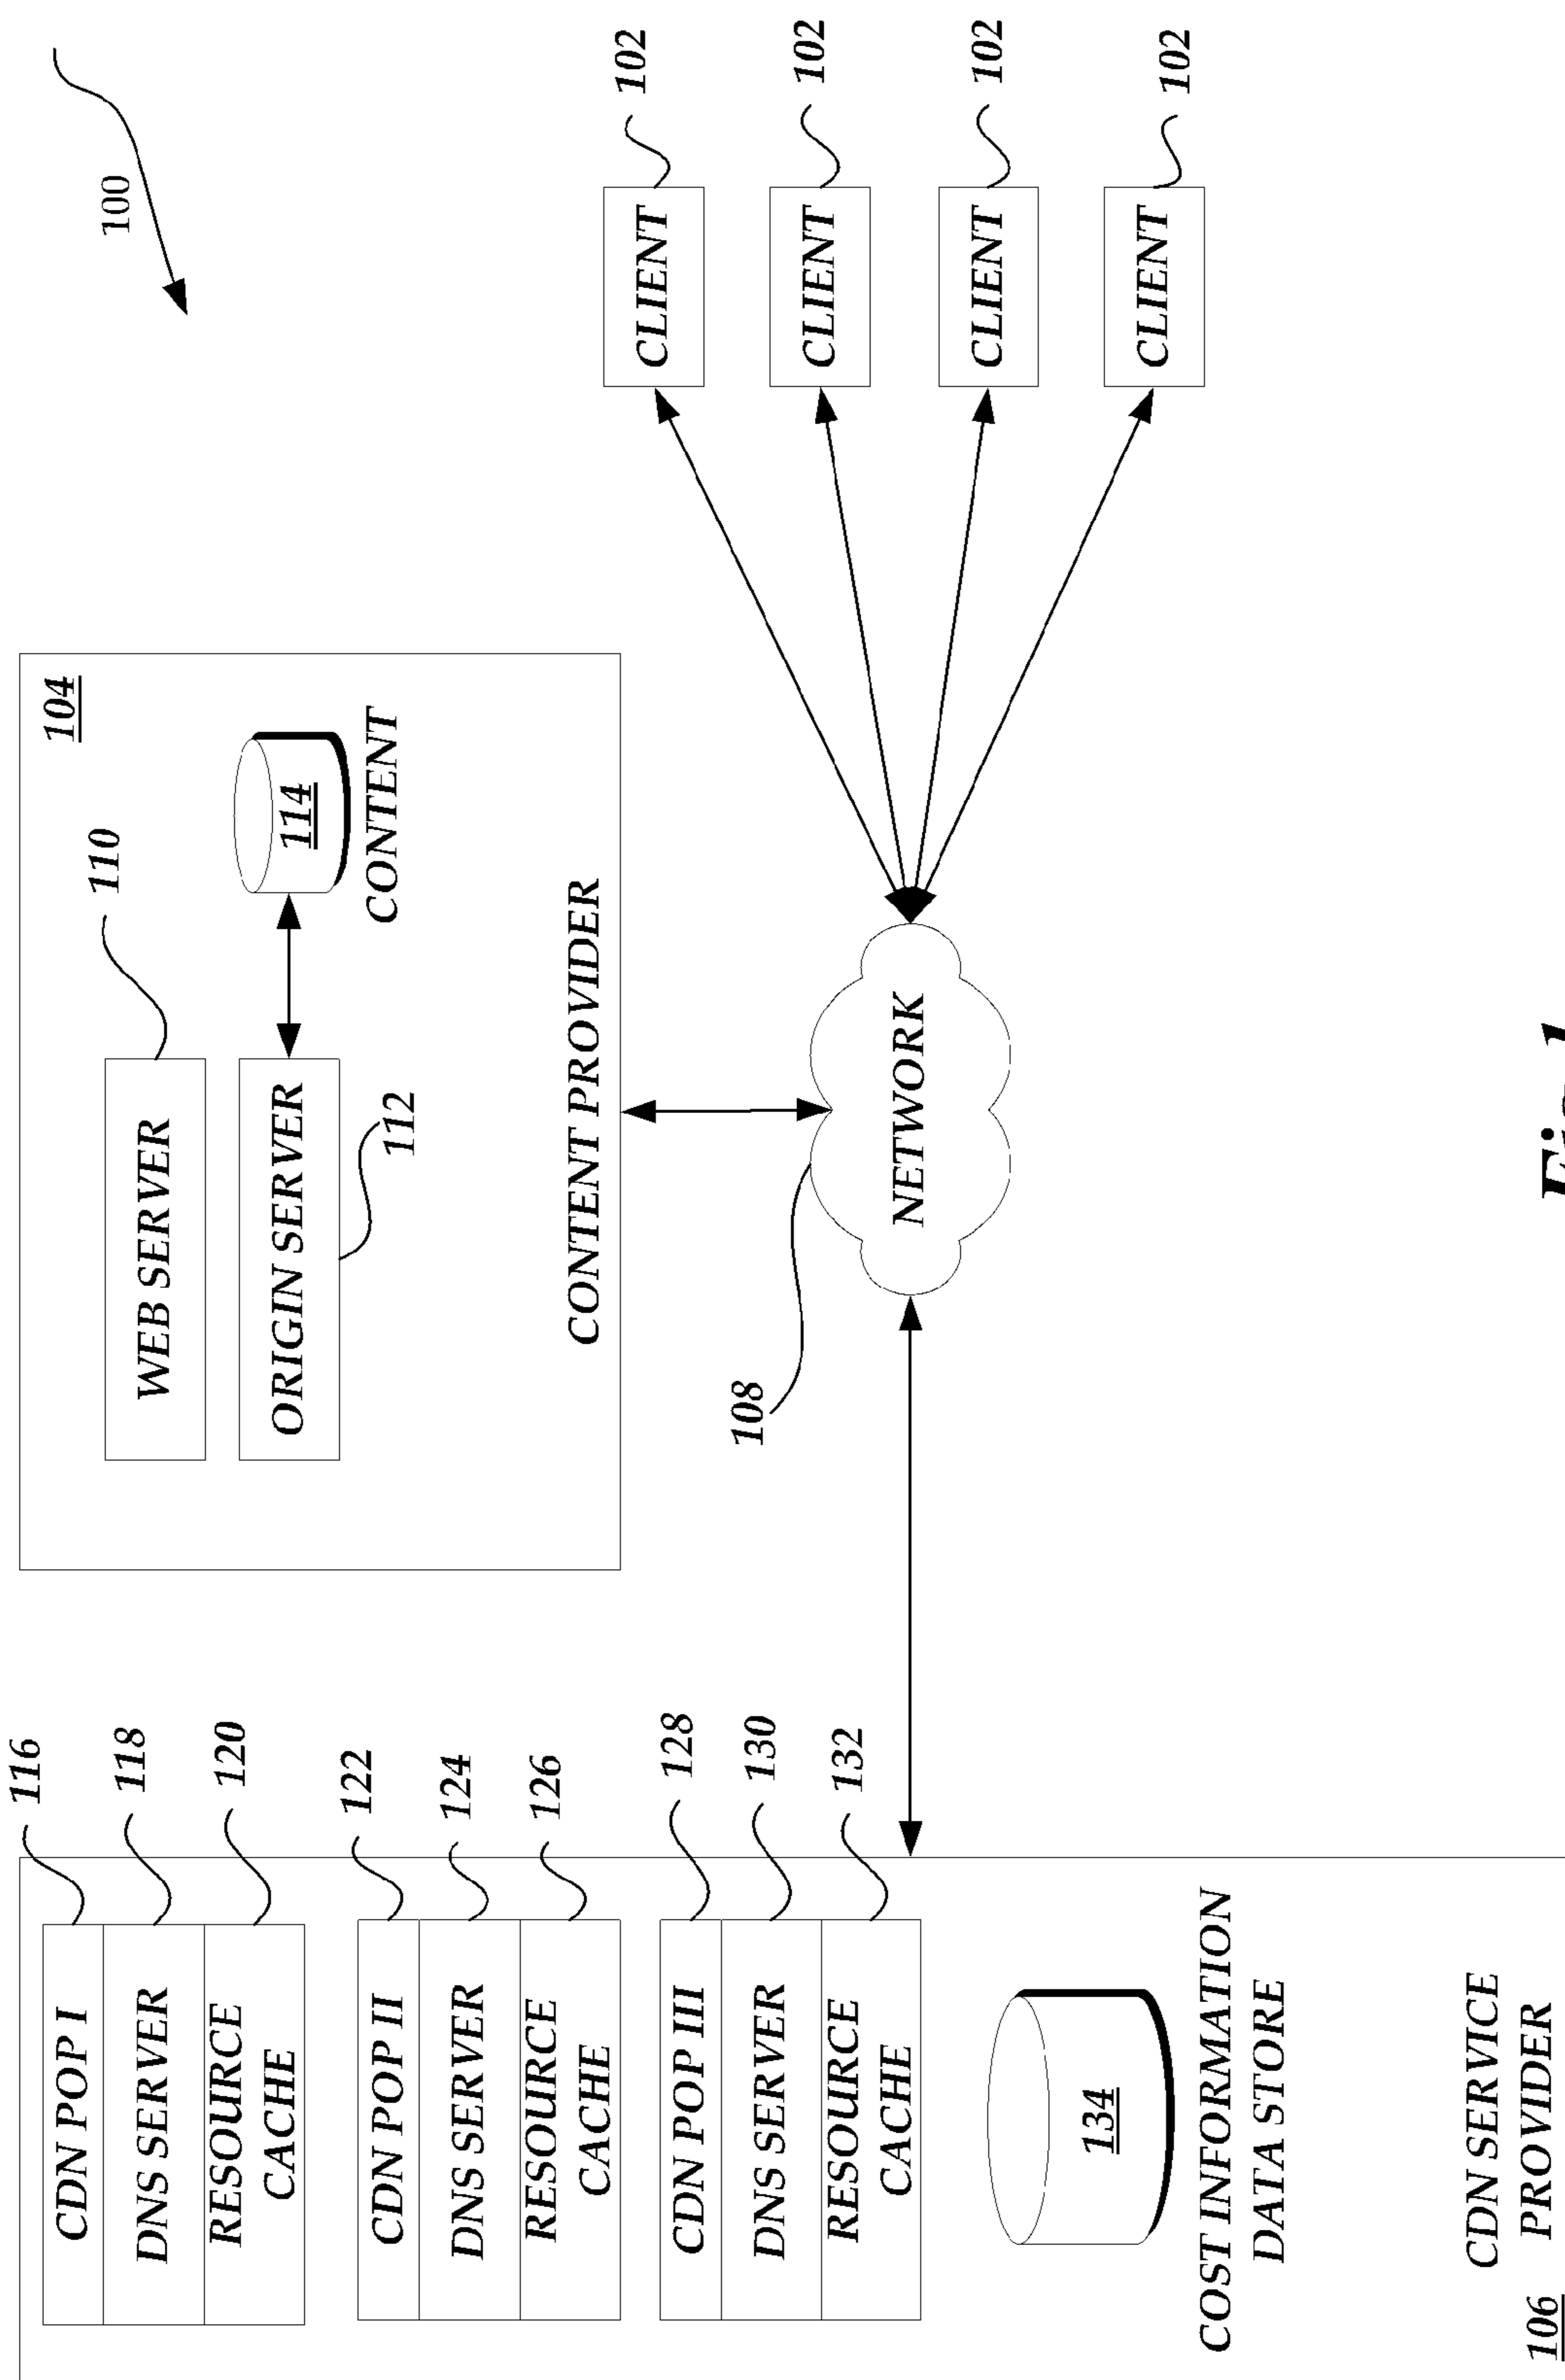 100
116
CDN POP I
118
DNS SERVER
120
RESOURCE
CACHE
122
CDN POP II
124
DNS SERVER
126
RESOURCE
CACHE
128
CDN POP III
130
DNS SERVER
132
RESOURCE
CACHE
134
COST INFORMATION
DATA STORE
CDN SERVICE
PROVIDER
106
104
110
WEB SERVER
ORIGIN SERVER
112
114
CONTENT
CONTENT PROVIDER
108
NETWORK
102
CLIENT
102
CLIENT
102
CLIENT
102
CLIENT
Fig. 1